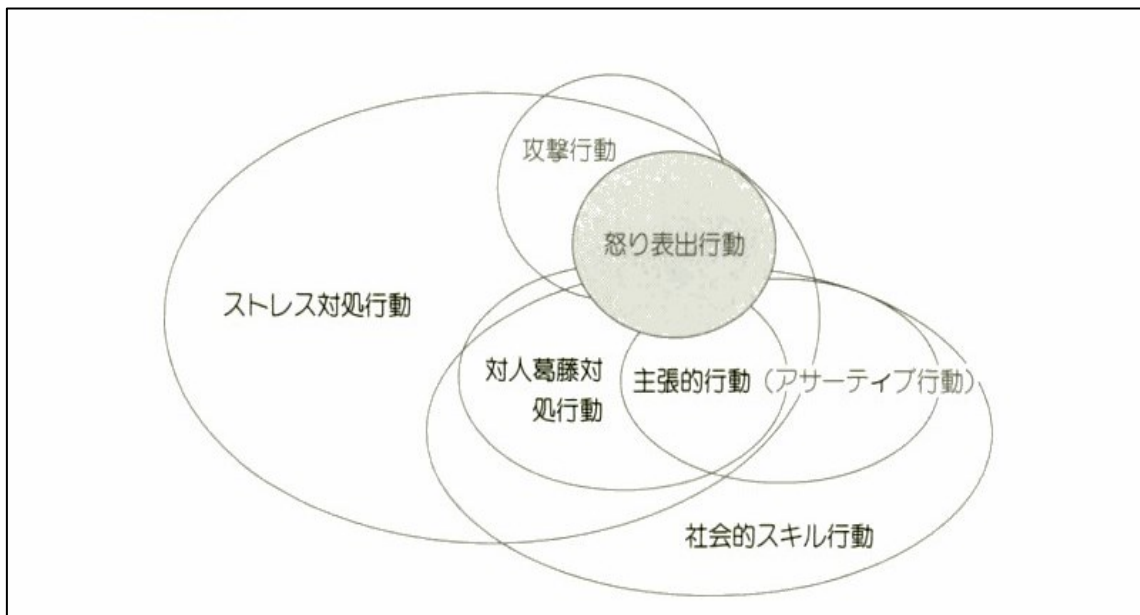 攻撃行動
怒り表出行動
ストレス対処行動
対人葛藤対
処行動
主張的行動（アサーティブ行動）
社会的スキル行動